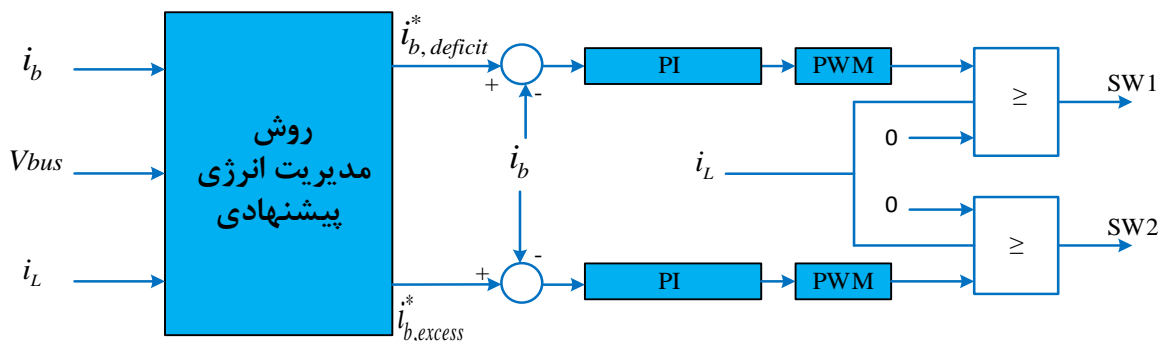 i_b
Vbus
i_L
روش
مدیریت انرژی
پیشنهادی
i*_b, deficit
i*_b,excess
+
-
i_b
+
-
PI
PWM
PI
PWM
i_L
0
0
≥
≥
SW1
SW2